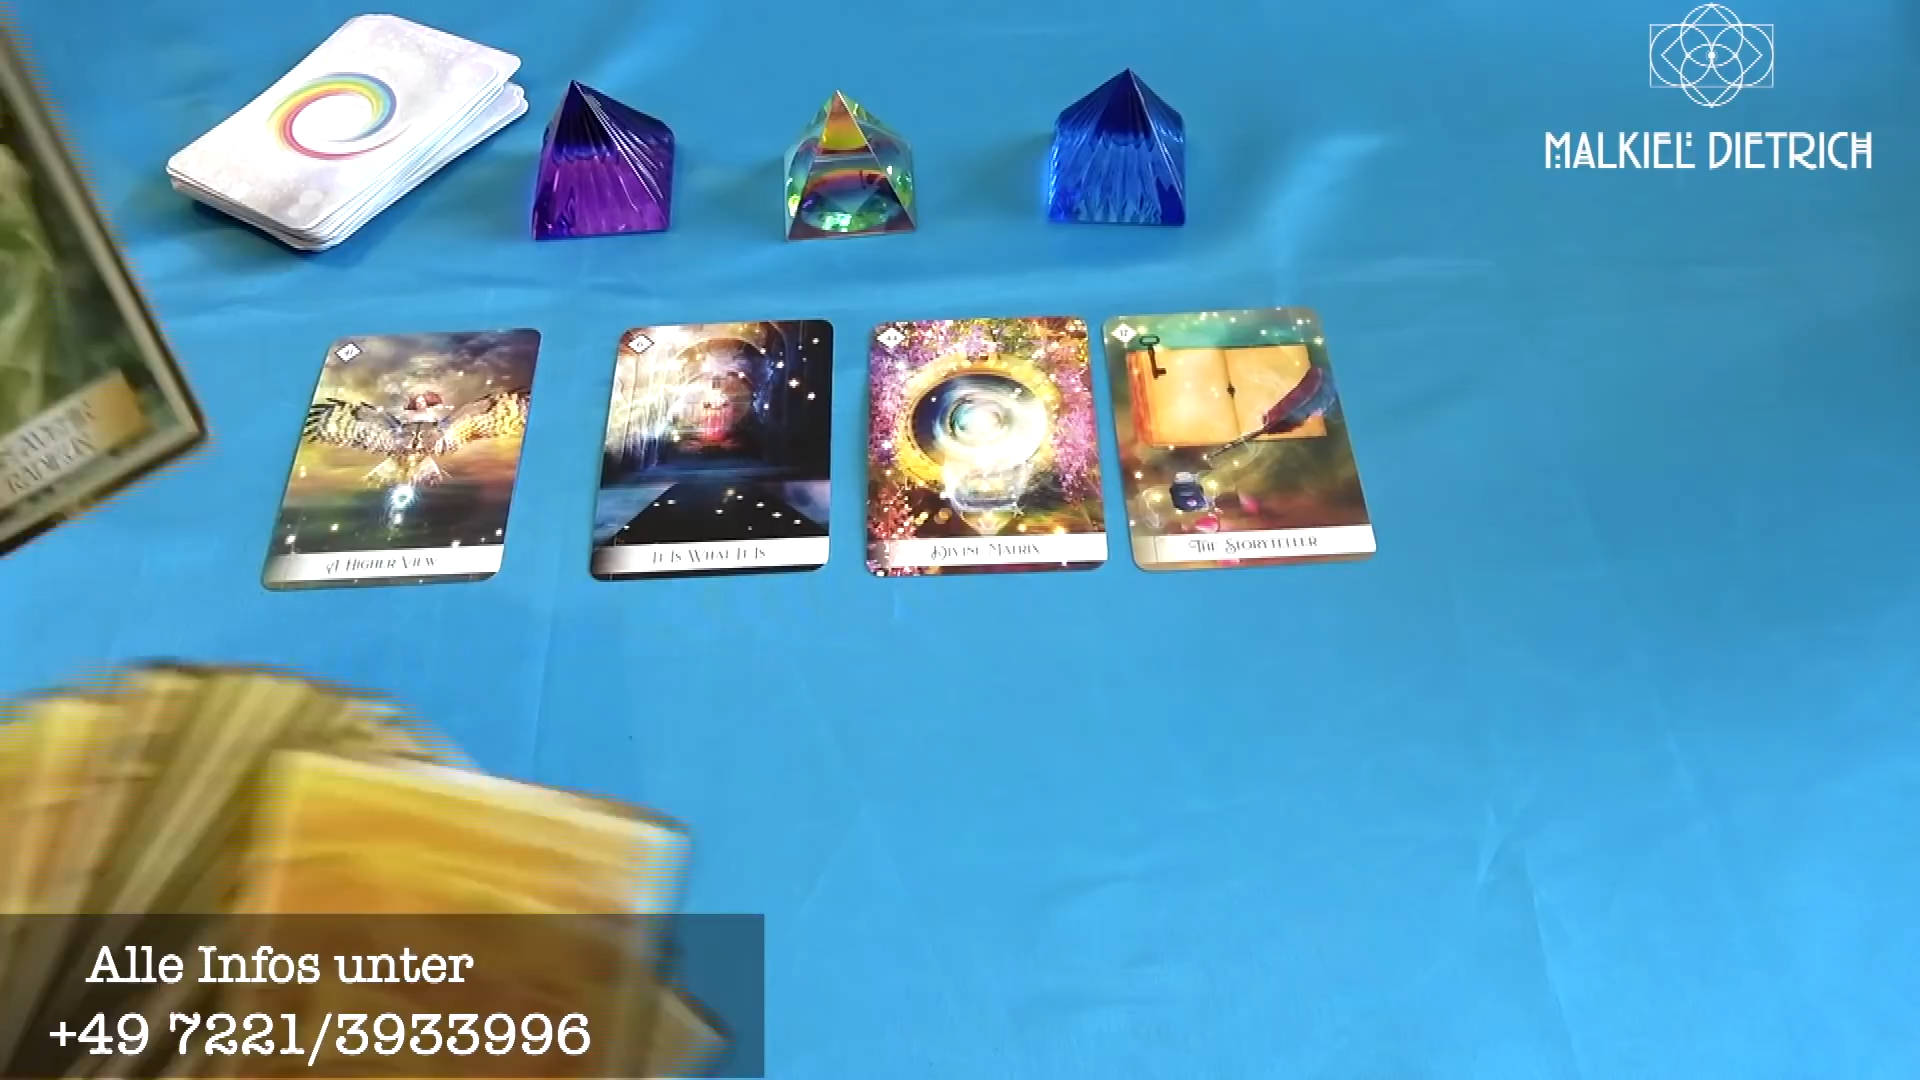 MALKIEL DIETRICH
A Higher View
It Is What It Is
Divine Matrix
The Storyteller
Alle Infos unter
+49 7221/3933996